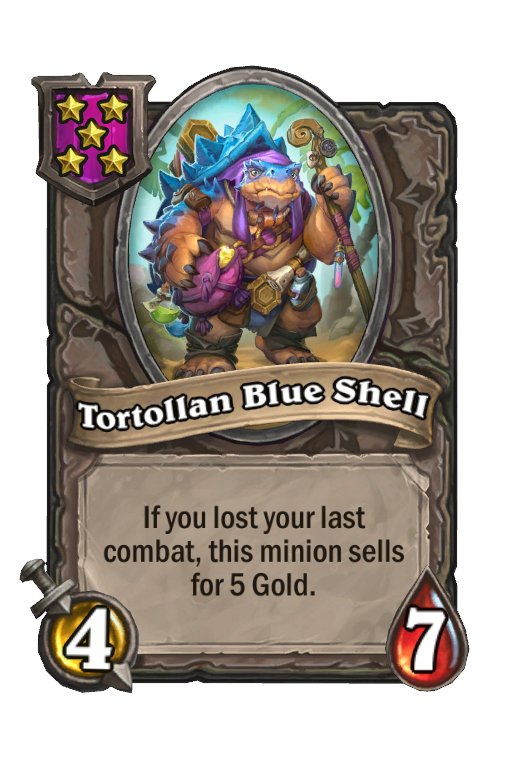 Tortollan Blue Shell
If you lost your last
combat, this minion sells
for 5 Gold.
4
7